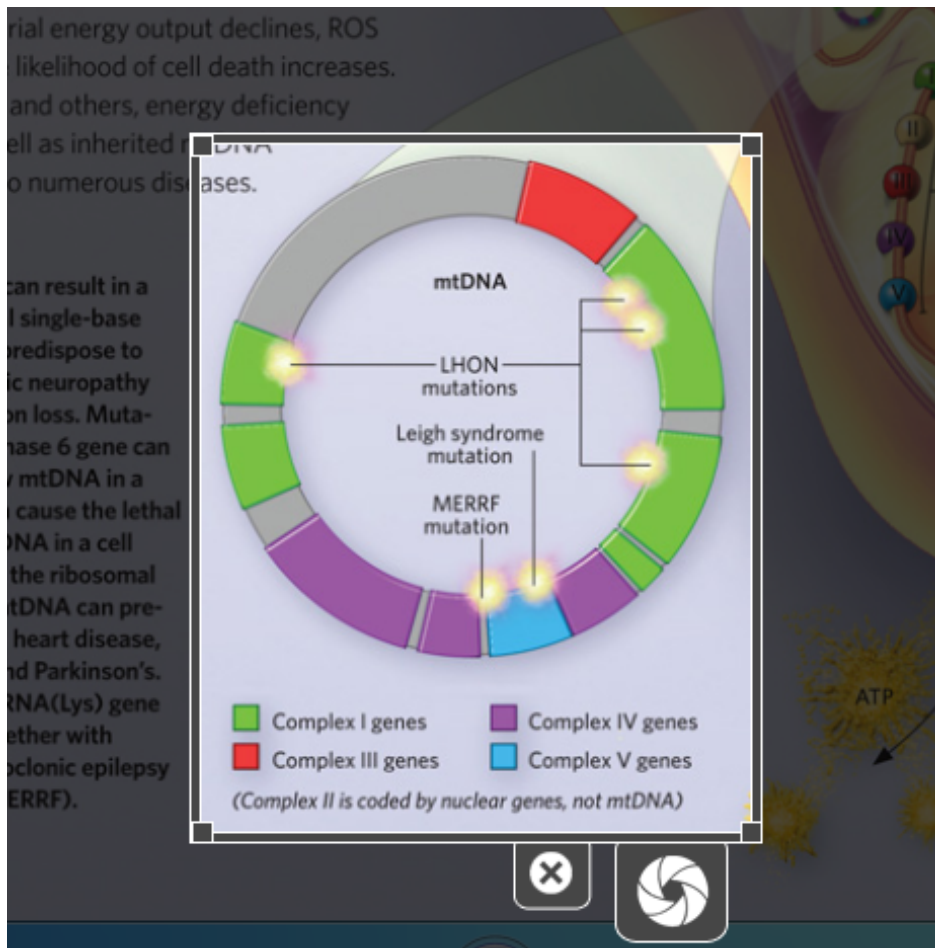 rial energy output declines, ROS
likelihood of cell death increases.
and others, energy deficiency
ell as inherited mtDNA
o numerous diseases.
can result in a
l single-base
predispose to
ic neuropathy
on loss. Muta-
hase 6 gene can
y mtDNA in a
cause the lethal
DNA in a cell
the ribosomal
mtDNA can pre-
heart disease,
nd Parkinson's.
RNA(Lys) gene
ether with
oclonic epilepsy
ERRF).
mtDNA
LHON
mutations
Leigh syndrome
mutation
MERRF
mutation
Complex I genes
Complex III genes
Complex IV genes
Complex V genes
(Complex II is coded by nuclear genes, not mtDNA)
II
III
IV
V
ATP